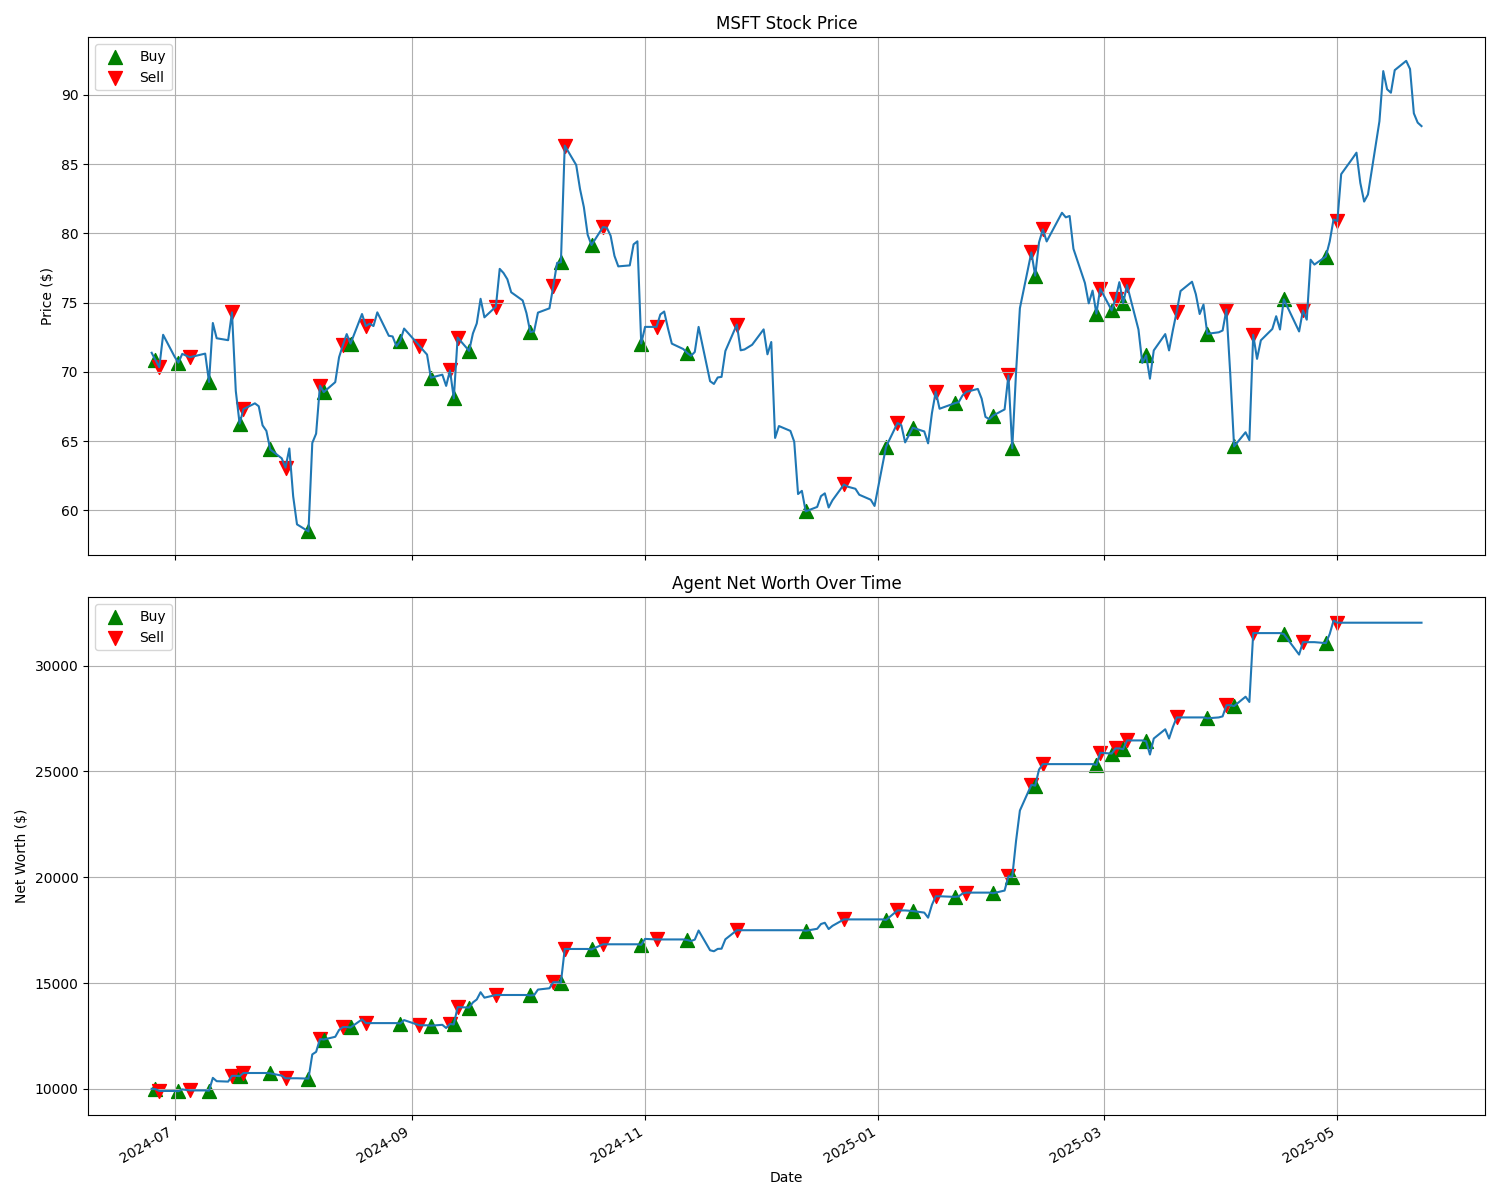 MSFT Stock Price
Buy
Sell
Price ($)
90
85
80
75
70
65
60
Agent Net Worth Over Time
Buy
Sell
Net Worth ($)
30000
25000
20000
15000
10000
2024-07
2024-09
2024-11
2025-01
2025-03
2025-05
Date